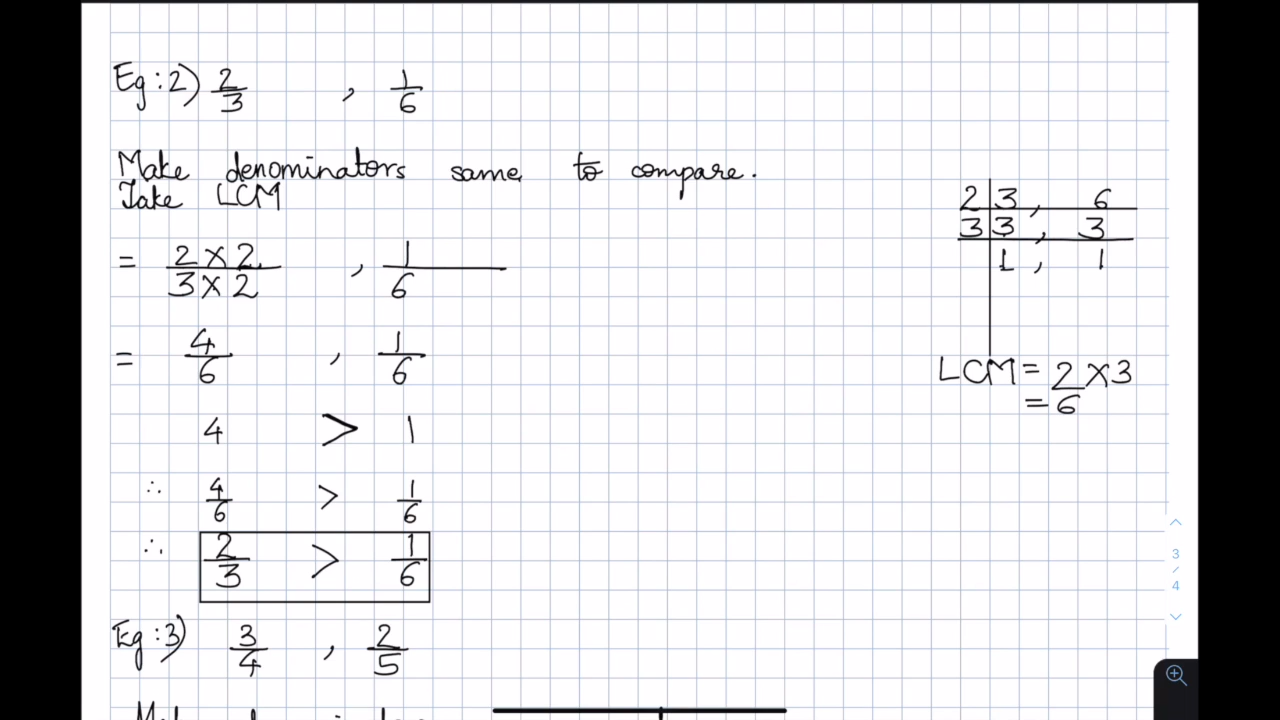 Eg:2) 2/3 , 1/6
Make denominators same to compare.
Take LCM
= 2 × 2 / 3 × 2 , 1/6
= 4/6 , 1/6
4 > 1
∴ 4/6 > 1/6
∴ 2/3 > 1/6
Eg:3) 3/4 , 2/5
2 | 3 , 6
3 | 3 , 3
1 , 1
LCM = 2 × 3
= 6
3
/
4